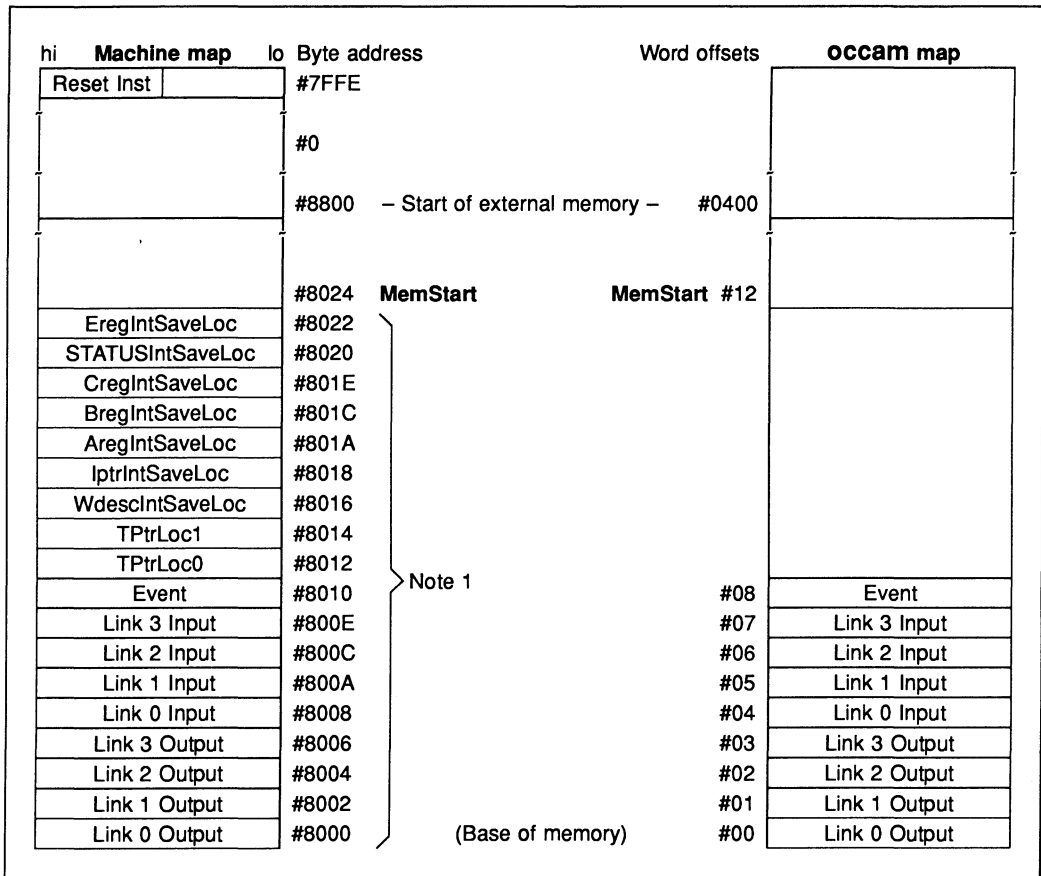 hi Machine map lo Byte address Word offsets occam map
Reset Inst #7FFE
#0
#8800 – Start of external memory – #0400
#8024 MemStart MemStart #12
EregIntSaveLoc #8022
STATUSIntSaveLoc #8020
CregIntSaveLoc #801E
BregIntSaveLoc #801C
AregIntSaveLoc #801A
IptrIntSaveLoc #8018
WdescIntSaveLoc #8016
TPtrLoc1 #8014
TPtrLoc0 #8012
Note 1
Event #8010 #08 Event
Link 3 Input #800E #07 Link 3 Input
Link 2 Input #800C #06 Link 2 Input
Link 1 Input #800A #05 Link 1 Input
Link 0 Input #8008 #04 Link 0 Input
Link 3 Output #8006 #03 Link 3 Output
Link 2 Output #8004 #02 Link 2 Output
Link 1 Output #8002 #01 Link 1 Output
Link 0 Output #8000 (Base of memory) #00 Link 0 Output